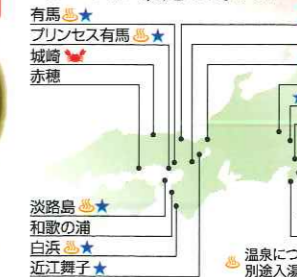 有馬♨★
プリンセス有馬♨★
城崎
赤穂
淡路島♨★
和歌の浦
白浜♨★
近江舞子★
♨温泉につ
別途入湯